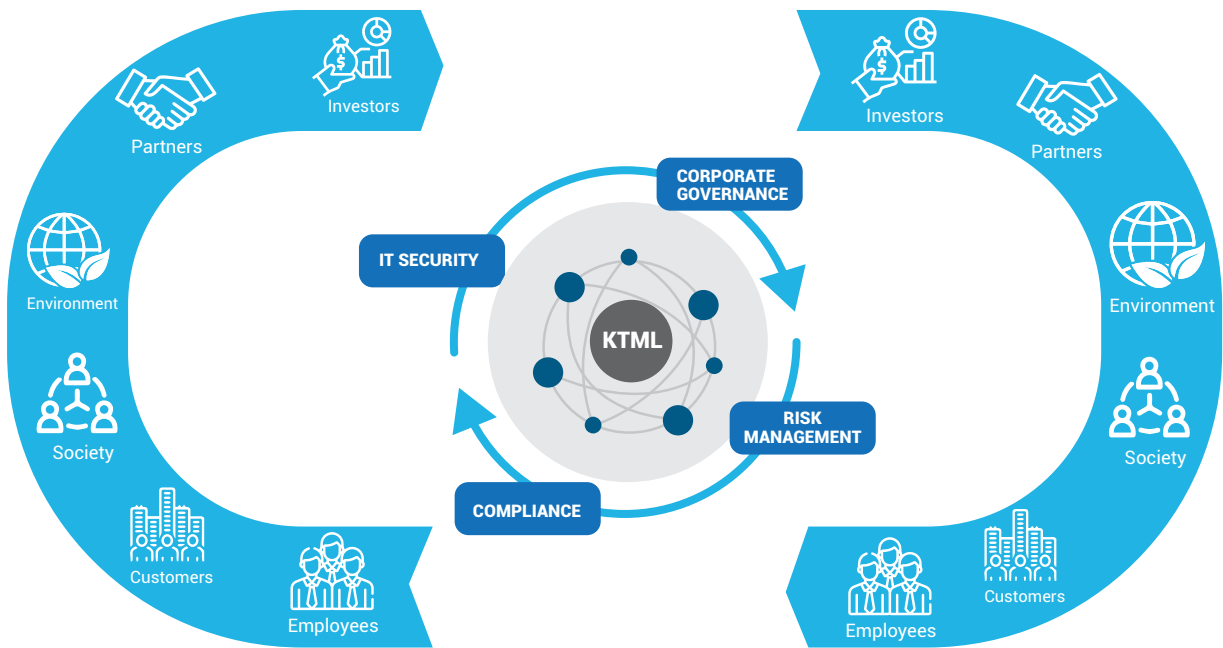 Investors
Partners
Environment
Society
Customers
Employees
CORPORATE
GOVERNANCE
IT SECURITY
KTML
RISK
MANAGEMENT
COMPLIANCE
Investors
Partners
Environment
Society
Customers
Employees
$
$